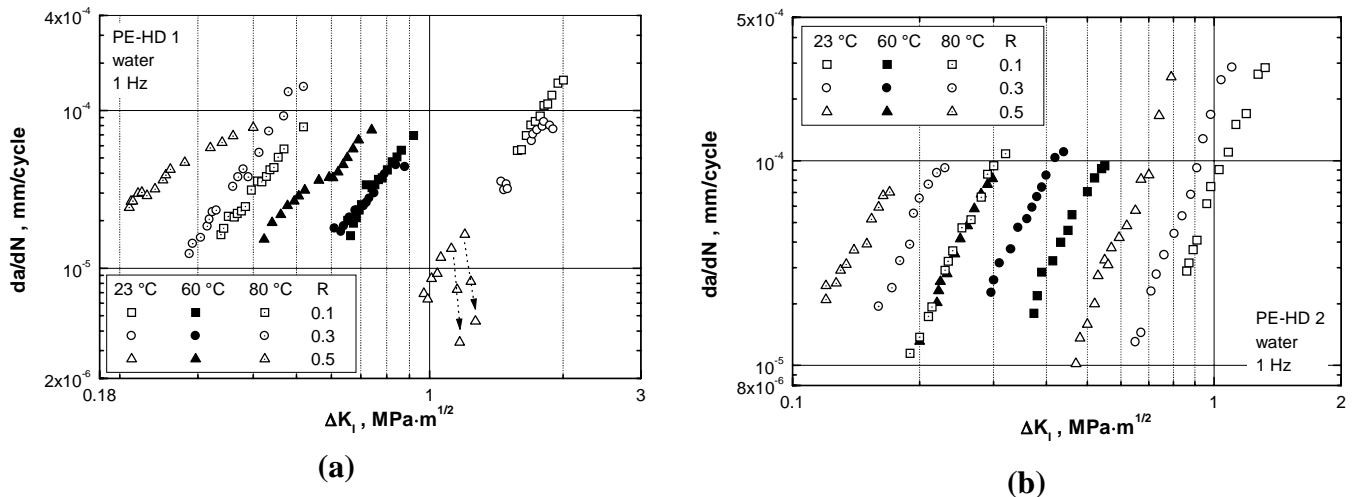 4x10⁻⁴
PE-HD 1
water
1 Hz
10⁻⁴
da/dN , mm/cycle
10⁻⁵
23 °C 60 °C 80 °C R
0.1
0.3
0.5
2x10⁻⁶
0.18 1 3
ΔK_I , MPa·m^{1/2}
(a)
5x10⁻⁴
23 °C 60 °C 80 °C R
0.1
0.3
0.5
10⁻⁴
da/dN , mm/cycle
PE-HD 2
water
1 Hz
10⁻⁵
8x10⁻⁶
0.1 1 2
ΔK_I , MPa·m^{1/2}
(b)